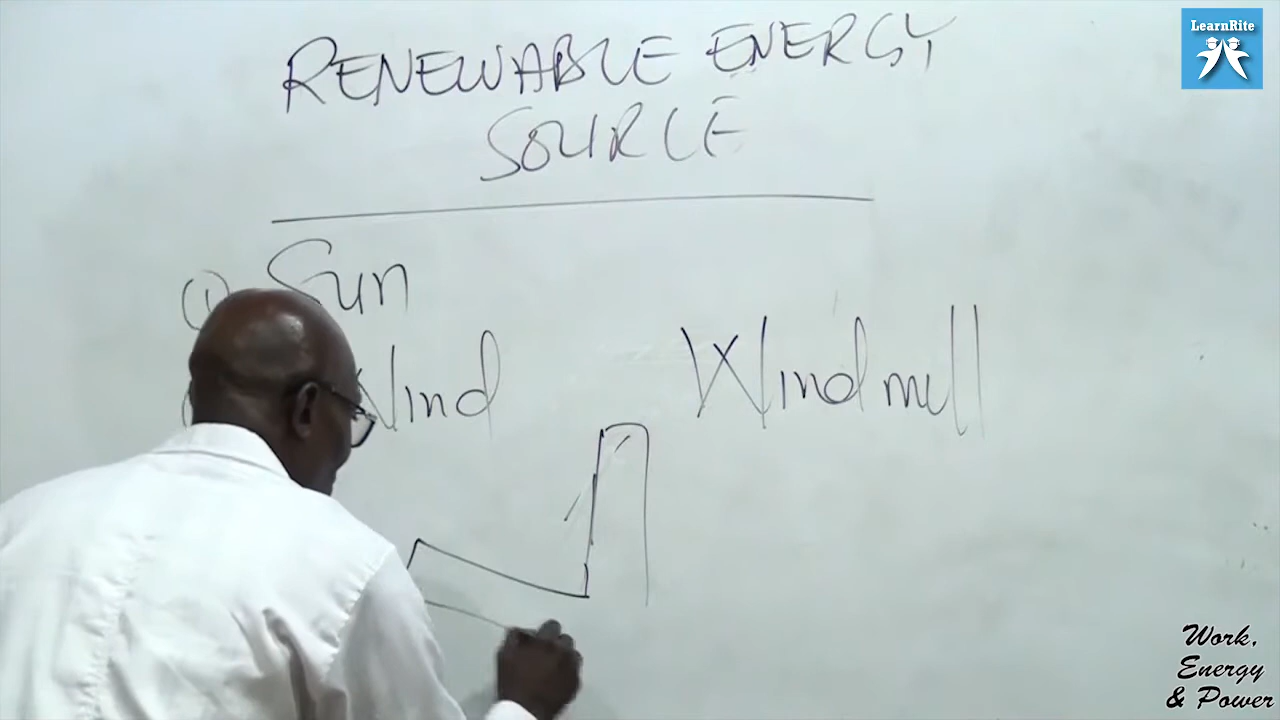 LearnRite
RENEWABLE ENERGY
SOURCE
(1) Sun
Wind
Windmill
Work,
Energy
& Power